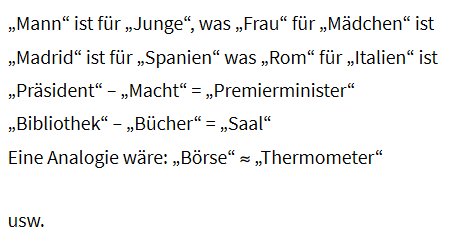 „Mann“ ist für „Junge“, was „Frau“ für „Mädchen“ ist
„Madrid“ ist für „Spanien“ was „Rom“ für „Italien“ ist
„Präsident“ – „Macht“ = „Premierminister“
„Bibliothek“ – „Bücher“ = „Saal“
Eine Analogie wäre: „Börse“ ≈ „Thermometer“
usw.